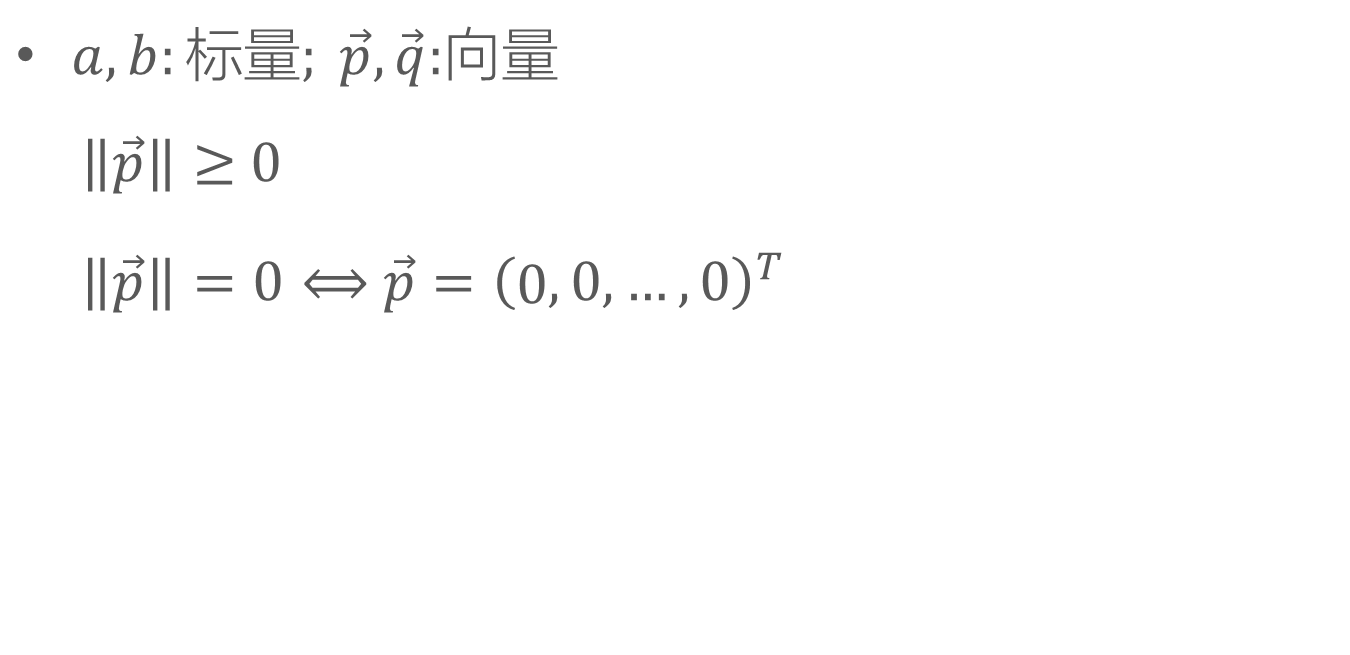 • a, b: 标量; p⃗, q⃗:向量
‖p⃗‖ ≥ 0
‖p⃗‖ = 0 ⟺ p⃗ = (0, 0, … , 0)ᵀ